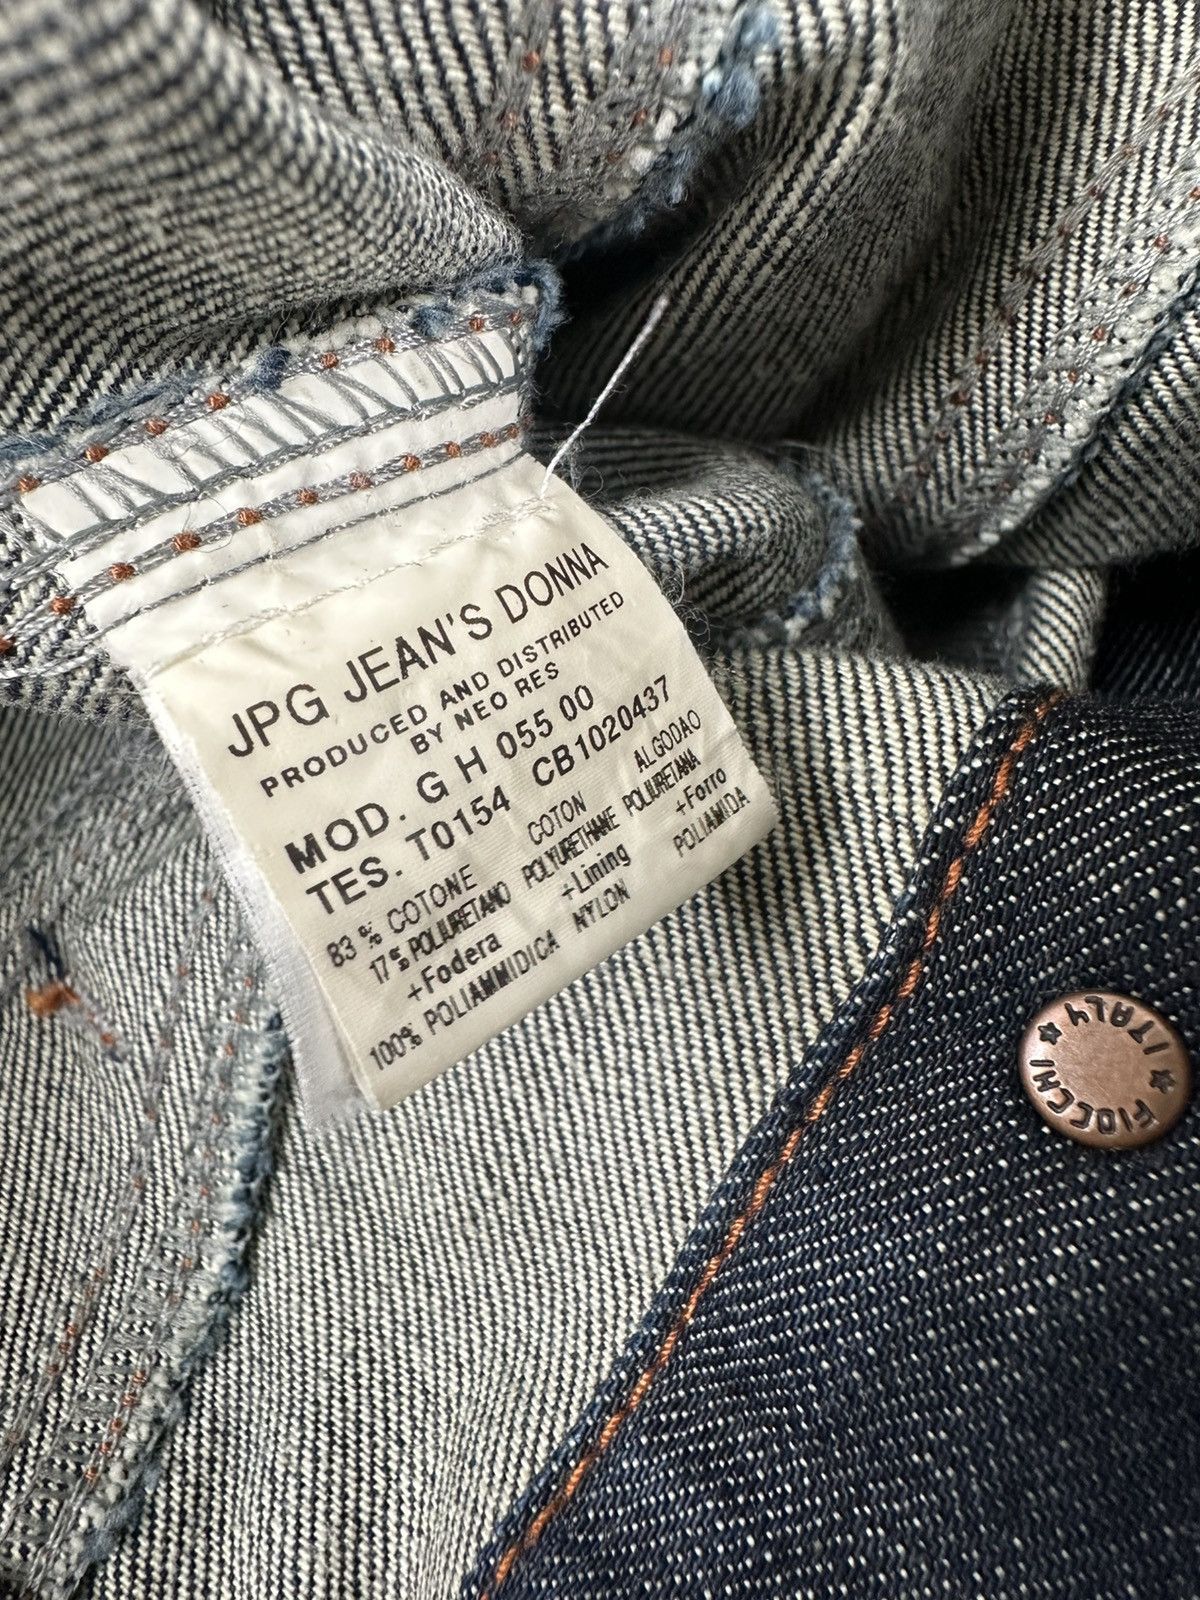 JPG JEAN'S DONNA
PRODUCED AND DISTRIBUTED
BY NEO RES
MOD. G H 055 00
TES. T0154 CB1020437
83 % COTONE COTON ALGODAO
17% POLIURETANO POLYURETHANE POLIURETANA
+Fodera +Lining +Forro
100% POLIAMMIDICA NYLON POLIAMIDA
FIOCCHI ★ ITALY ★